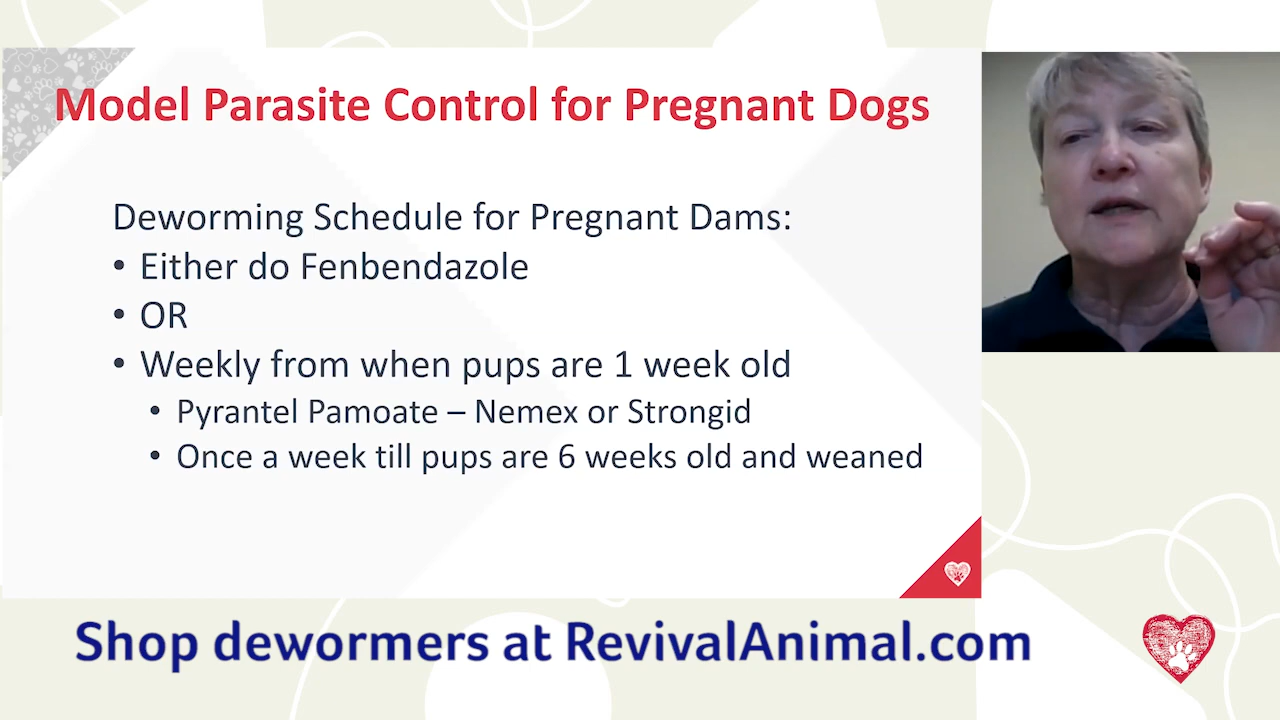 Model Parasite Control for Pregnant Dogs
Deworming Schedule for Pregnant Dams:
• Either do Fenbendazole
• OR
• Weekly from when pups are 1 week old
• Pyrantel Pamoate – Nemex or Strongid
• Once a week till pups are 6 weeks old and weaned
Shop dewormers at RevivalAnimal.com